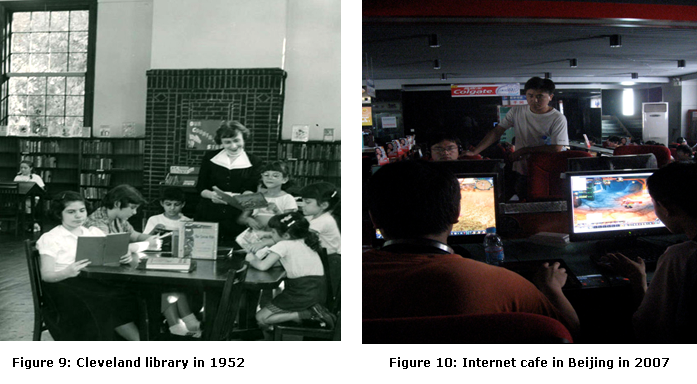 Colgate
Figure 9: Cleveland library in 1952
Figure 10: Internet cafe in Beijing in 2007